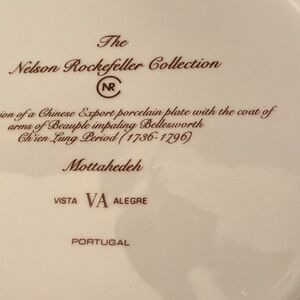 The
Nelson Rockefeller Collection
NR
ion of a Chinese Export porcelain plate with the coat of
arms of Beauple impaling Bellesworth
Ch'ien Lung Period (1736-1796)
Mottahedeh
VISTA VA ALEGRE
PORTUGAL